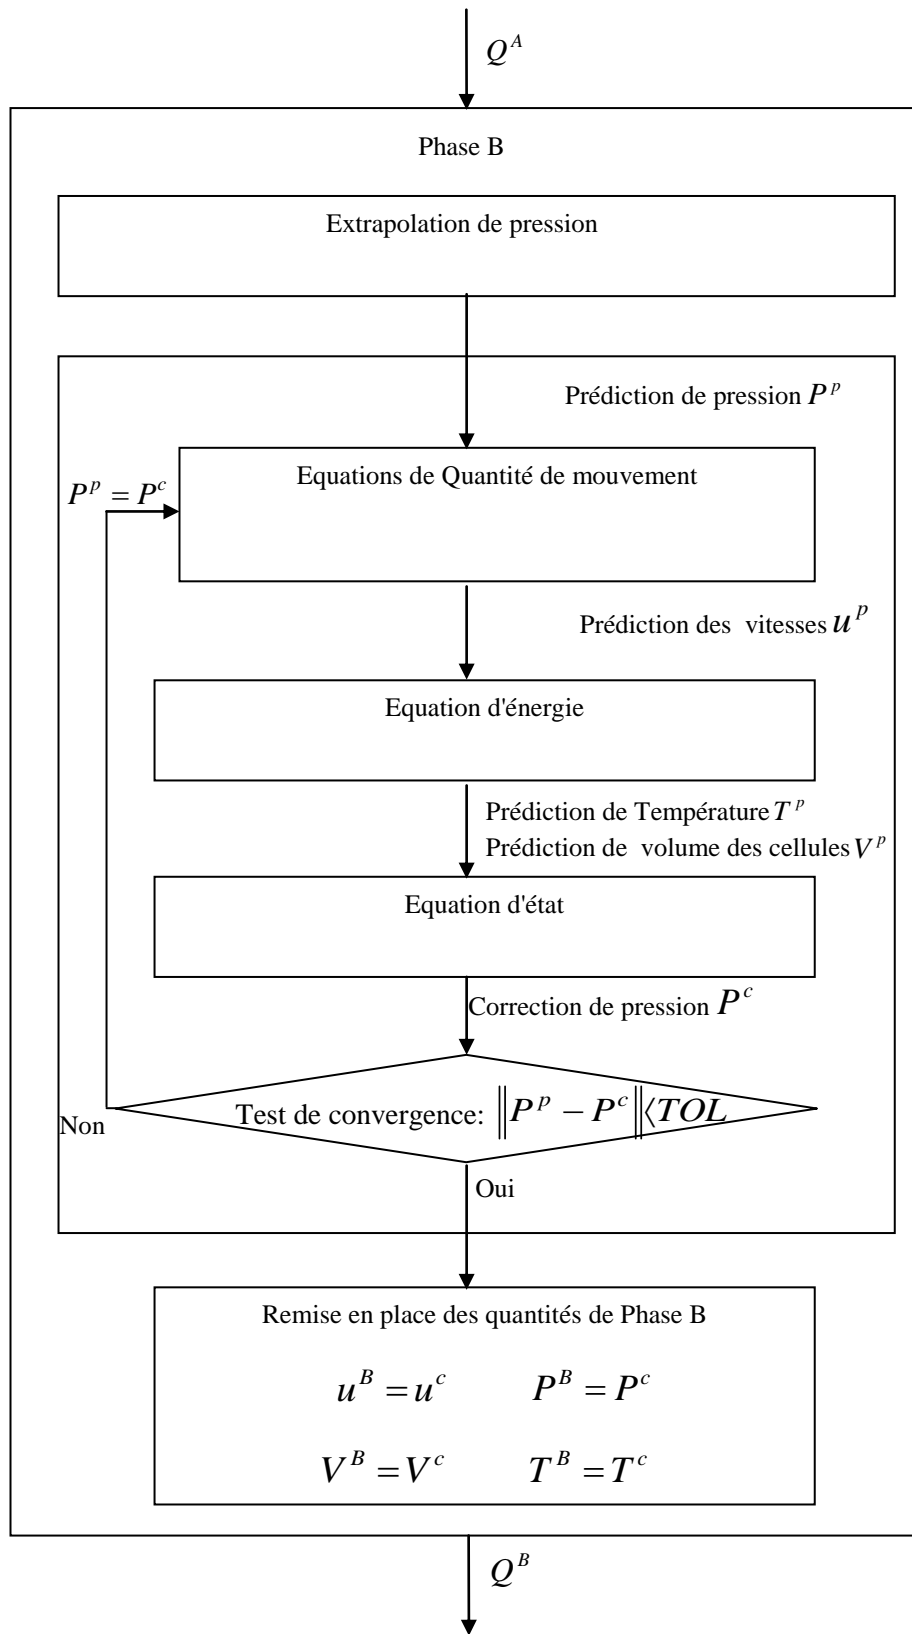 Q^A
Phase B
Extrapolation de pression
Prédiction de pression P^p
Equations de Quantité de mouvement
P^p = P^c
Prédiction des vitesses u^p
Equation d'énergie
Prédiction de Température T^p
Prédiction de volume des cellules V^p
Equation d'état
Correction de pression P^c
Test de convergence: ‖P^p − P^c‖⟨TOL
Non
Oui
Remise en place des quantités de Phase B
u^B = u^c P^B = P^c
V^B = V^c T^B = T^c
Q^B